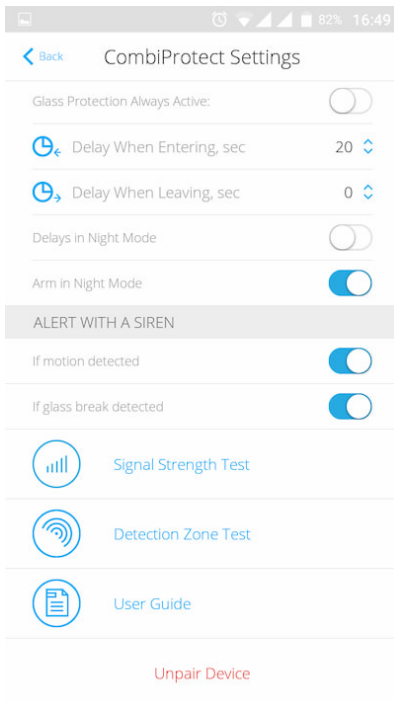 82% 16:49
Back CombiProtect Settings
Glass Protection Always Active:
Delay When Entering, sec 20
Delay When Leaving, sec 0
Delays in Night Mode
Arm in Night Mode
ALERT WITH A SIREN
If motion detected
If glass break detected
Signal Strength Test
Detection Zone Test
User Guide
Unpair Device